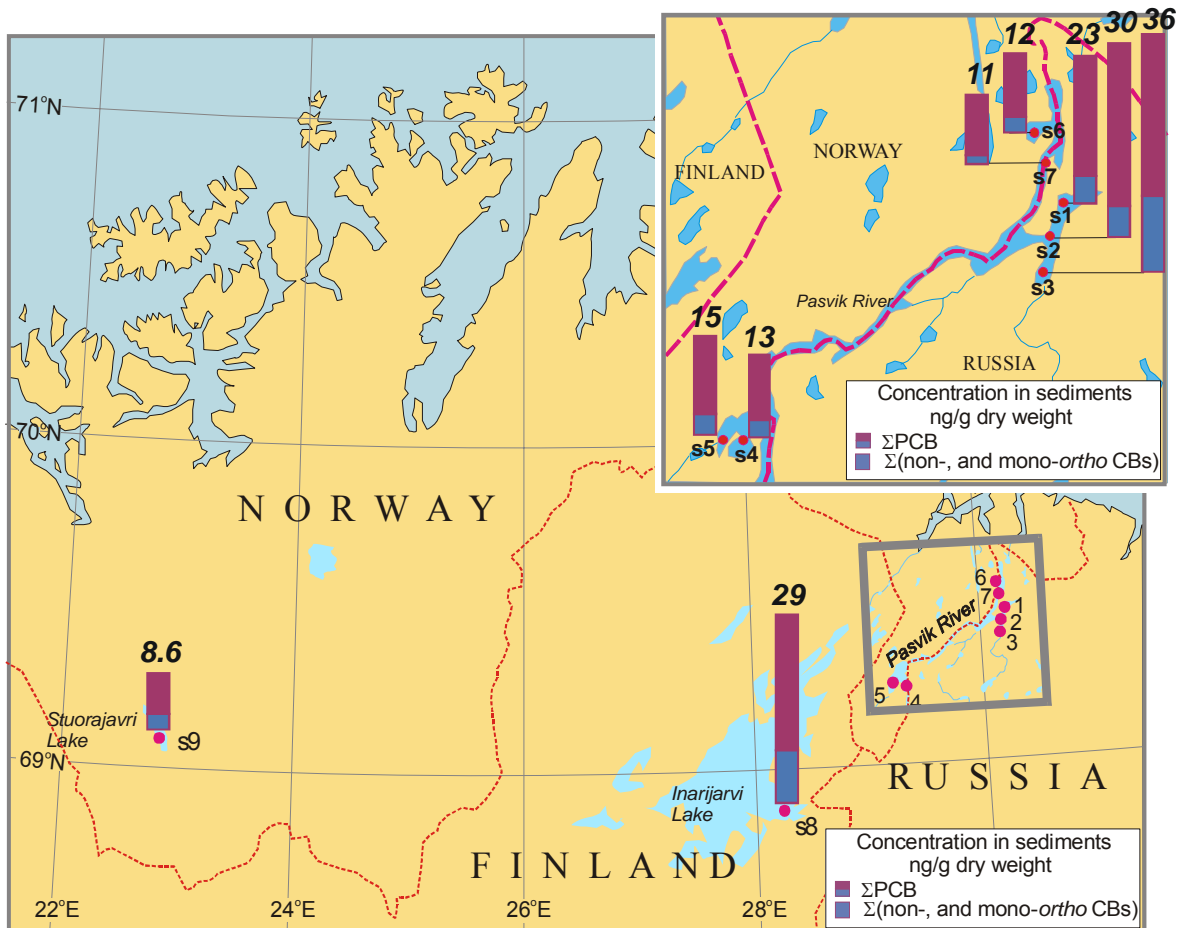 11
12
23
30
36
71°N
FINLAND
NORWAY
s6
s7
s1
s2
s3
Pasvik River
15
13
RUSSIA
s5
s4
Concentration in sediments
ng/g dry weight
ΣPCB
Σ(non-, and mono-ortho CBs)
70°N
NORWAY
6
7
1
2
3
Pasvik River
5
4
29
8.6
Stuorajavri
Lake
s9
69°N
RUSSIA
Inarijarvi
Lake
s8
FINLAND
Concentration in sediments
ng/g dry weight
ΣPCB
Σ(non-, and mono-ortho CBs)
22°E
24°E
26°E
28°E